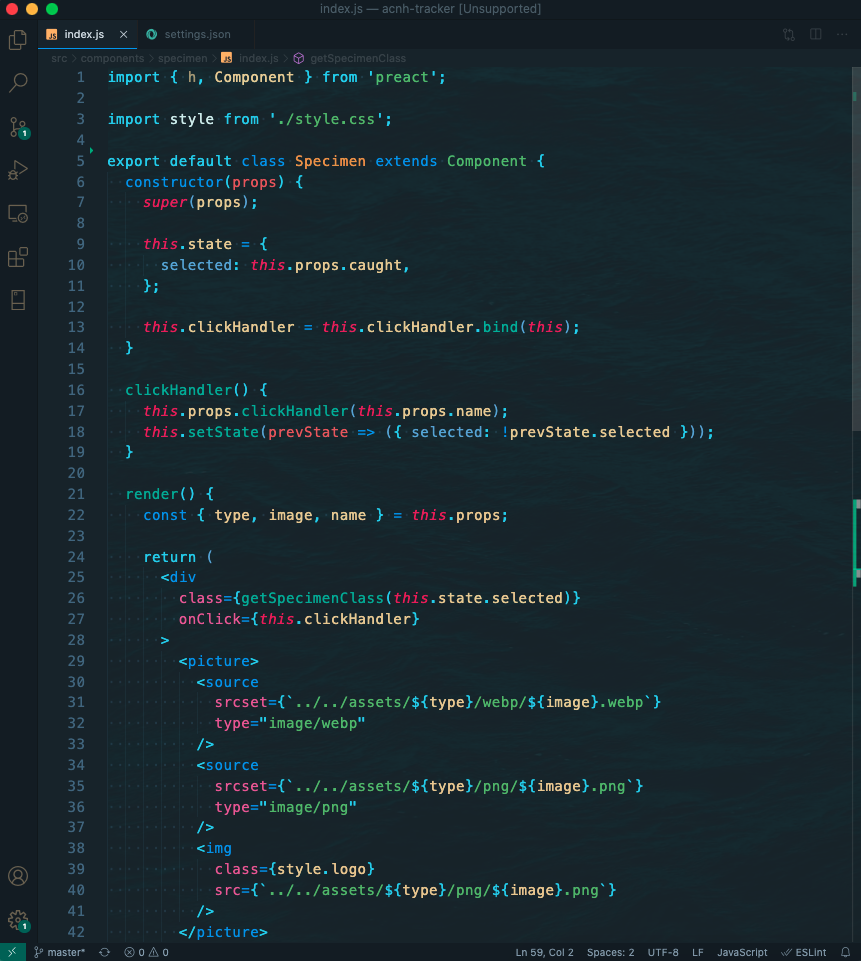 index.js — acnh-tracker [Unsupported]
JS index.js × settings.json
src > components > specimen > JS index.js > getSpecimenClass
1 import { h, Component } from 'preact';
2
3 import style from './style.css';
4
5 export default class Specimen extends Component {
6 constructor(props) {
7 super(props);
8
9 this.state = {
10 selected: this.props.caught,
11 };
12
13 this.clickHandler = this.clickHandler.bind(this);
14 }
15
16 clickHandler() {
17 this.props.clickHandler(this.props.name);
18 this.setState(prevState => ({ selected: !prevState.selected }));
19 }
20
21 render() {
22 const { type, image, name } = this.props;
23
24 return (
25 <div
26 class={getSpecimenClass(this.state.selected)}
27 onClick={this.clickHandler}
28 >
29 <picture>
30 <source
31 srcset={`../../assets/${type}/webp/${image}.webp`}
32 type="image/webp"
33 />
34 <source
35 srcset={`../../assets/${type}/png/${image}.png`}
36 type="image/png"
37 />
38 <img
39 class={style.logo}
40 src={`../../assets/${type}/png/${image}.png`}
41 />
42 </picture>
1
1
master* 0 0 Ln 59, Col 2 Spaces: 2 UTF-8 LF JavaScript ESLint